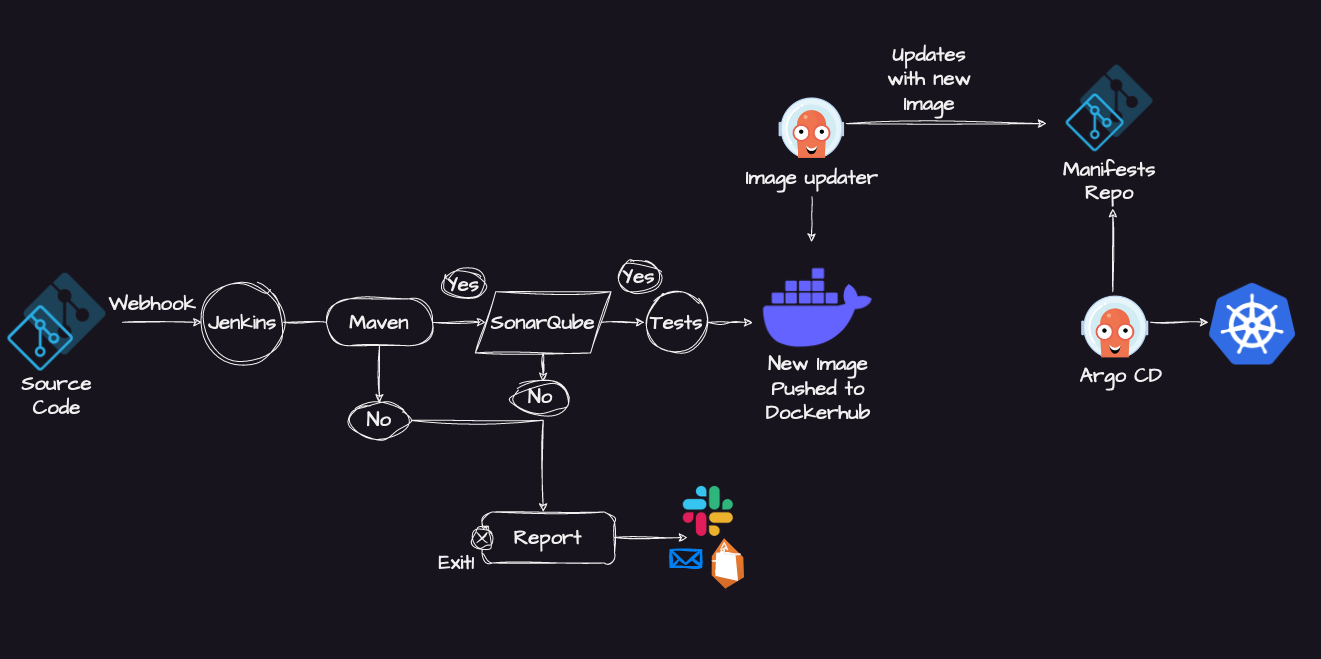 Updates
with new
Image
Image updater
Manifests
Repo
Webhook
Jenkins
Maven
Yes
SonarQube
Yes
Tests
Source
Code
No
No
New Image
Pushed to
Dockerhub
Argo CD
Report
Exit!